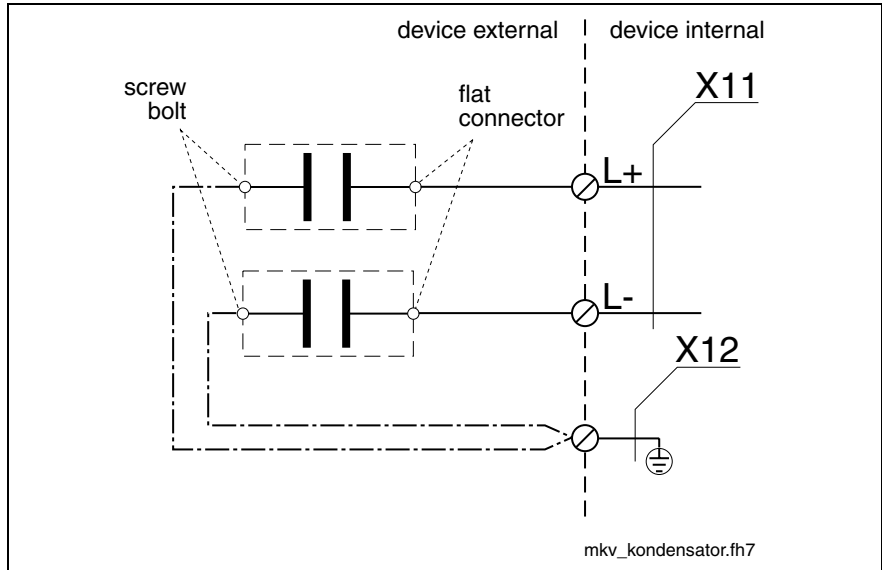 device external
device internal
screw
bolt
flat
connector
X11
L+
L-
X12
mkv_kondensator.fh7